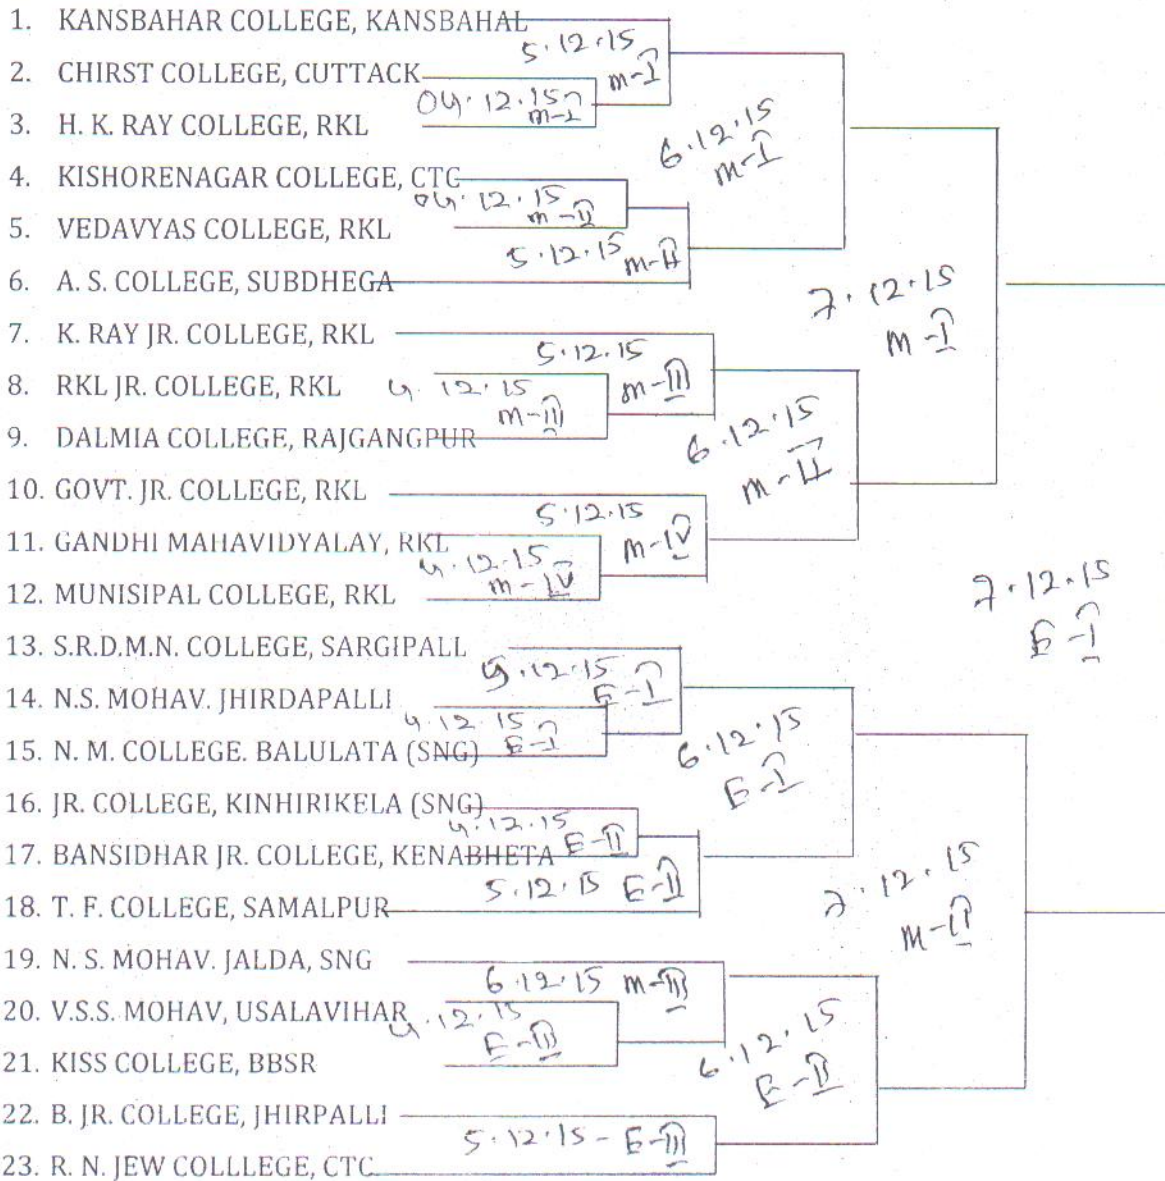 1. KANSBAHAR COLLEGE, KANSBAHAL
5.12.15
M-I
2. CHIRST COLLEGE, CUTTACK
04.12.15
M-I
3. H. K. RAY COLLEGE, RKL
6.12.15
M-I
4. KISHORENAGAR COLLEGE, CTC
04.12.15
M-II
5. VEDAVYAS COLLEGE, RKL
5.12.15 M-II
6. A. S. COLLEGE, SUBDHEGA
7.12.15
M-I
7. K. RAY JR. COLLEGE, RKL
5.12.15
M-III
8. RKL JR. COLLEGE, RKL
4.12.15
M-III
9. DALMIA COLLEGE, RAJGANGPUR
6.12.15
M-II
10. GOVT. JR. COLLEGE, RKL
5.12.15
M-IV
11. GANDHI MAHAVIDYALAY, RKL
4.12.15
M-IV
12. MUNISIPAL COLLEGE, RKL
7.12.15
E-I
13. S.R.D.M.N. COLLEGE, SARGIPALL
5.12.15
E-I
14. N.S. MOHAV. JHIRDAPALLI
4.12.15
E-I
15. N. M. COLLEGE. BALULATA (SNG)
6.12.15
E-I
16. JR. COLLEGE, KINHIRIKELA (SNG)
4.12.15
E-II
17. BANSIDHAR JR. COLLEGE, KENABHETA
5.12.15 E-II
18. T. F. COLLEGE, SAMALPUR
7.12.15
M-II
19. N. S. MOHAV. JALDA, SNG
6.12.15 M-III
20. V.S.S. MOHAV, USALAVIHAR
4.12.15
E-III
21. KISS COLLEGE, BBSR
6.12.15
E-II
22. B. JR. COLLEGE, JHIRPALLI
5.12.15 - E-III
23. R. N. JEW COLLLEGE, CTC